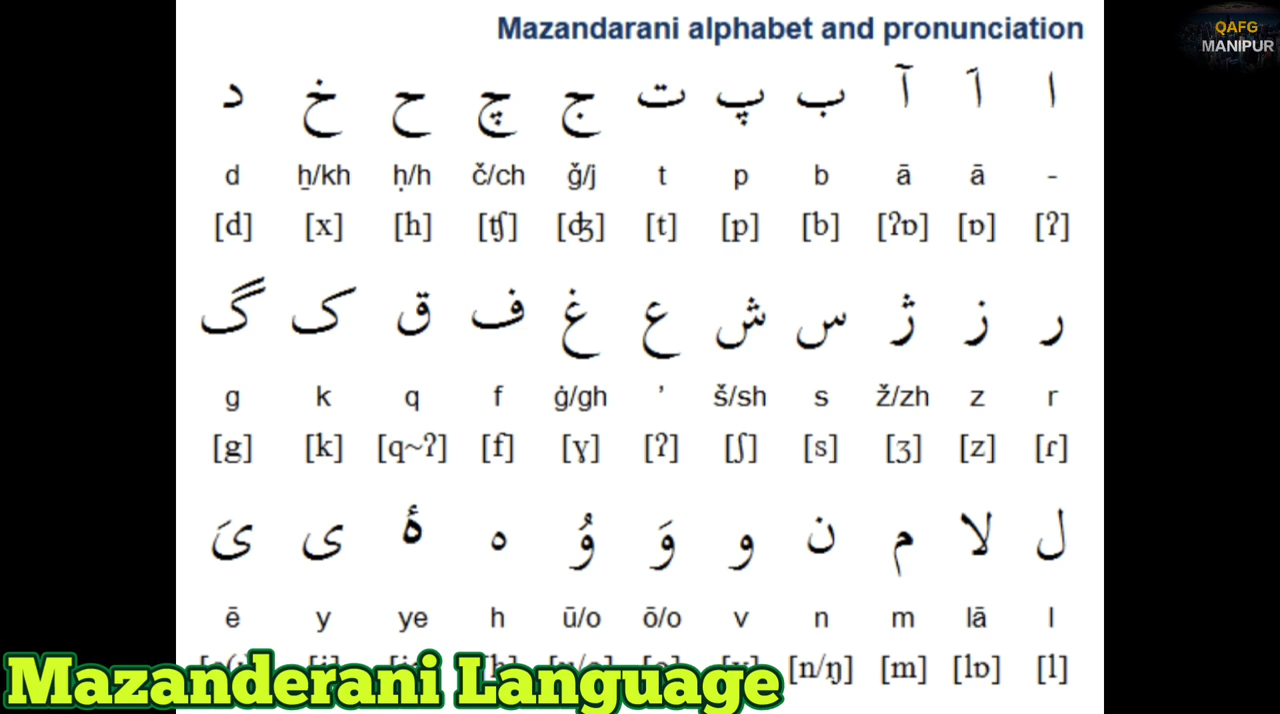 Mazandarani alphabet and pronunciation
QAFG
MANIPUR
ا اَ آ ب پ ت ج چ ح خ د
d ẖ/kh ḥ/h č/ch ğ/j t p b ā ā -
[d] [x] [h] [ʧ] [ʤ] [t] [p] [b] [ʔɒ] [ɒ] [ʔ]
ر ز ژ س ش ع غ ف ق ک گ
g k q f ġ/gh ’ š/sh s ž/zh z r
[g] [k] [q~ʔ] [f] [ɣ] [ʔ] [ʃ] [s] [ʒ] [z] [ɾ]
ل لا م ن و وَ وُ ه هٔ ی یَ
ē y ye h ū/o ō/o v n m lā l
[n/ŋ] [m] [lɒ] [l]
Mazanderani Language